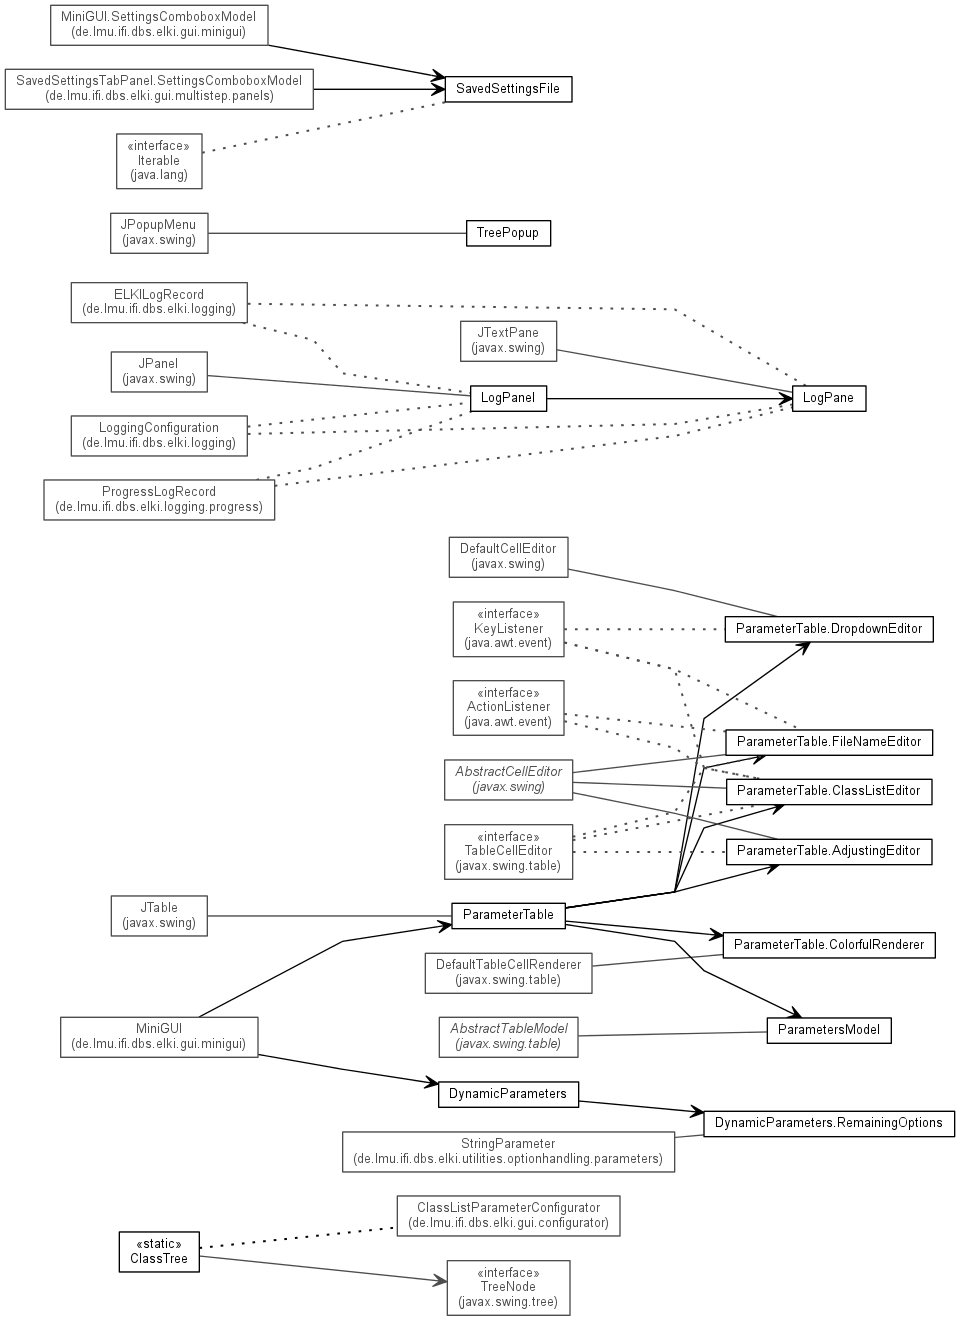 MiniGUI.SettingsComboboxModel
(de.lmu.ifi.dbs.elki.gui.minigui)
SavedSettingsTabPanel.SettingsComboboxModel
(de.lmu.ifi.dbs.elki.gui.multistep.panels)
SavedSettingsFile
«interface»
Iterable
(java.lang)
JPopupMenu
(javax.swing)
TreePopup
ELKILogRecord
(de.lmu.ifi.dbs.elki.logging)
JTextPane
(javax.swing)
JPanel
(javax.swing)
LogPanel
LogPane
LoggingConfiguration
(de.lmu.ifi.dbs.elki.logging)
ProgressLogRecord
(de.lmu.ifi.dbs.elki.logging.progress)
DefaultCellEditor
(javax.swing)
«interface»
KeyListener
(java.awt.event)
ParameterTable.DropdownEditor
«interface»
ActionListener
(java.awt.event)
ParameterTable.FileNameEditor
AbstractCellEditor
(javax.swing)
ParameterTable.ClassListEditor
«interface»
TableCellEditor
(javax.swing.table)
ParameterTable.AdjustingEditor
JTable
(javax.swing)
ParameterTable
ParameterTable.ColorfulRenderer
DefaultTableCellRenderer
(javax.swing.table)
MiniGUI
(de.lmu.ifi.dbs.elki.gui.minigui)
AbstractTableModel
(javax.swing.table)
ParametersModel
DynamicParameters
DynamicParameters.RemainingOptions
StringParameter
(de.lmu.ifi.dbs.elki.utilities.optionhandling.parameters)
ClassListParameterConfigurator
(de.lmu.ifi.dbs.elki.gui.configurator)
«static»
ClassTree
«interface»
TreeNode
(javax.swing.tree)